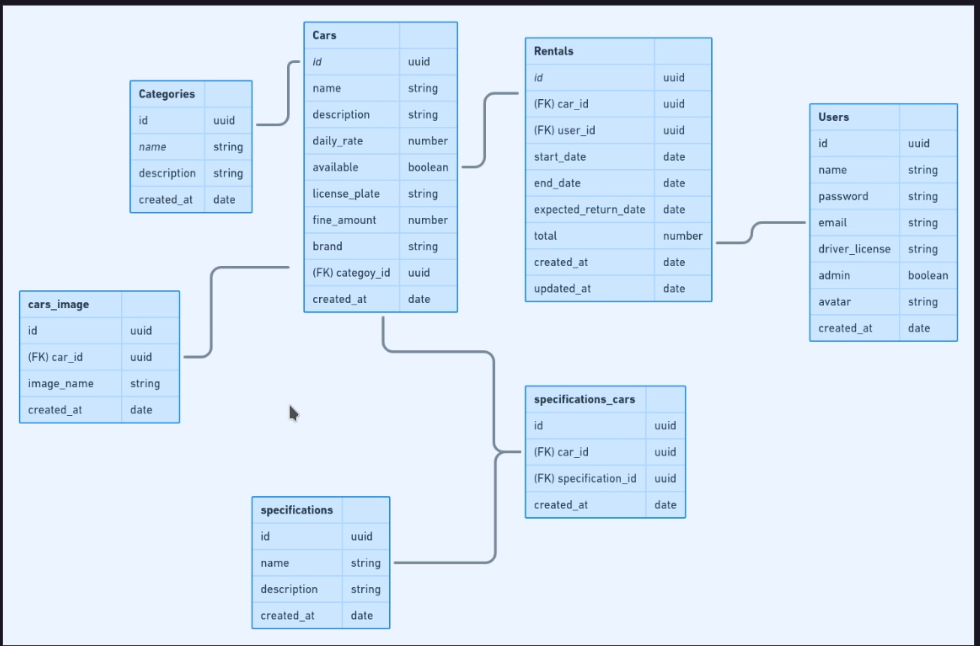 Categories
id uuid
name string
description string
created_at date
Cars
id uuid
name string
description string
daily_rate number
available boolean
license_plate string
fine_amount number
brand string
(FK) categoy_id uuid
created_at date
Rentals
id uuid
(FK) car_id uuid
(FK) user_id uuid
start_date date
end_date date
expected_return_date date
total number
created_at date
updated_at date
Users
id uuid
name string
password string
email string
driver_license string
admin boolean
avatar string
created_at date
cars_image
id uuid
(FK) car_id uuid
image_name string
created_at date
specifications_cars
id uuid
(FK) car_id uuid
(FK) specification_id uuid
created_at date
specifications
id uuid
name string
description string
created_at date